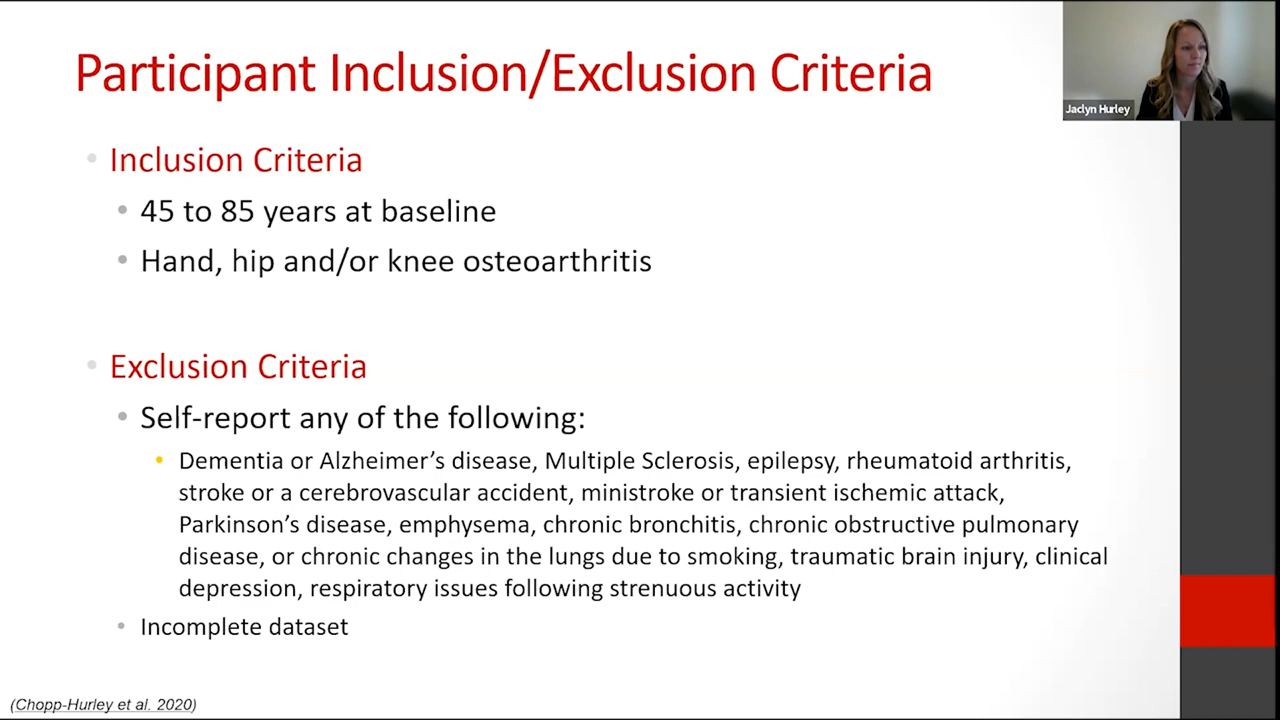 Participant Inclusion/Exclusion Criteria
Jaclyn Hurley
• Inclusion Criteria
• 45 to 85 years at baseline
• Hand, hip and/or knee osteoarthritis
• Exclusion Criteria
• Self-report any of the following:
• Dementia or Alzheimer’s disease, Multiple Sclerosis, epilepsy, rheumatoid arthritis,
stroke or a cerebrovascular accident, ministroke or transient ischemic attack,
Parkinson’s disease, emphysema, chronic bronchitis, chronic obstructive pulmonary
disease, or chronic changes in the lungs due to smoking, traumatic brain injury, clinical
depression, respiratory issues following strenuous activity
• Incomplete dataset
(Chopp-Hurley et al. 2020)